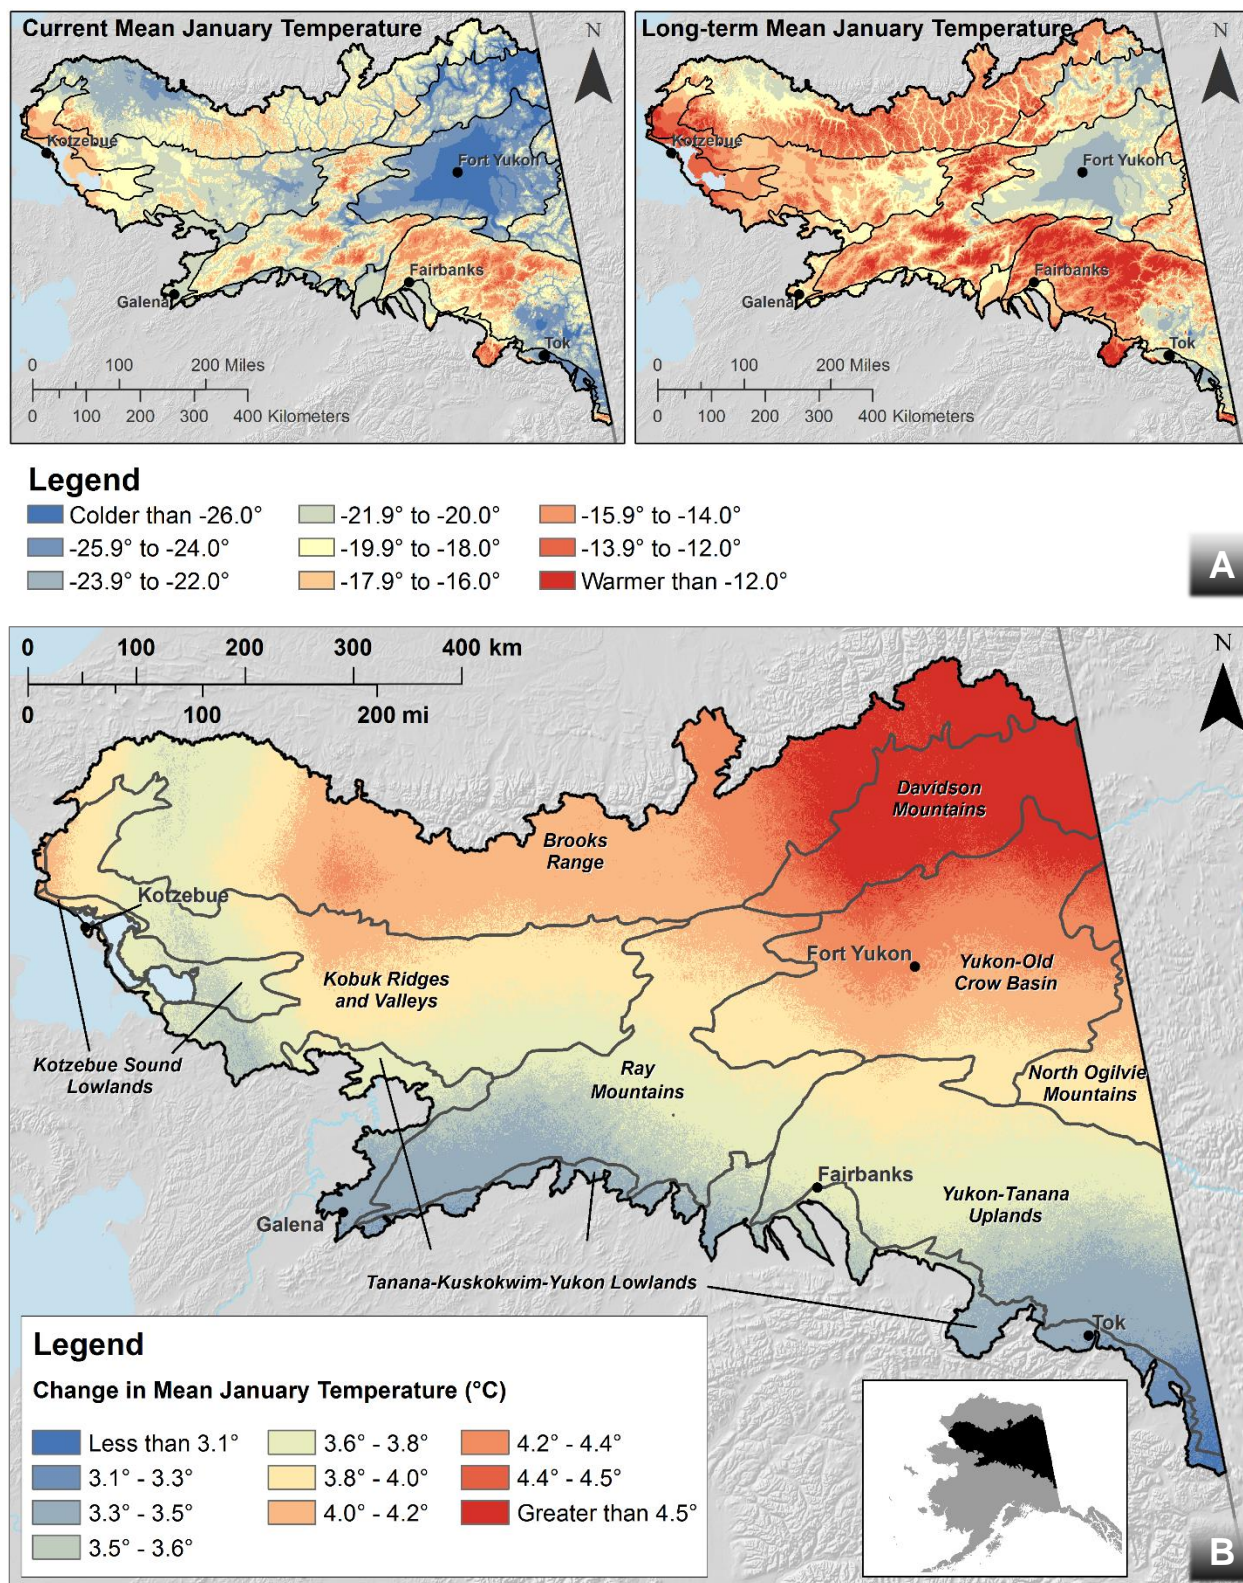 Current Mean January Temperature
N
Kotzebue
Fort Yukon
Fairbanks
Galena
Tok
0 100 200 Miles
0 100 200 300 400 Kilometers
Long-term Mean January Temperature
N
Kotzebue
Fort Yukon
Fairbanks
Galena
Tok
0 100 200 Miles
0 100 200 300 400 Kilometers
Legend
Colder than -26.0°
-25.9° to -24.0°
-23.9° to -22.0°
-21.9° to -20.0°
-19.9° to -18.0°
-17.9° to -16.0°
-15.9° to -14.0°
-13.9° to -12.0°
Warmer than -12.0°
A
0 100 200 300 400 km
0 100 200 mi
N
Davidson
Mountains
Brooks
Range
Kotzebue
Fort Yukon
Yukon-Old
Crow Basin
Kobuk Ridges
and Valleys
Kotzebue Sound
Lowlands
Ray
Mountains
North Ogilvie
Mountains
Fairbanks
Yukon-Tanana
Uplands
Galena
Tanana-Kuskokwim-Yukon Lowlands
Tok
Legend
Change in Mean January Temperature (°C)
Less than 3.1°
3.1° - 3.3°
3.3° - 3.5°
3.5° - 3.6°
3.6° - 3.8°
3.8° - 4.0°
4.0° - 4.2°
4.2° - 4.4°
4.4° - 4.5°
Greater than 4.5°
B